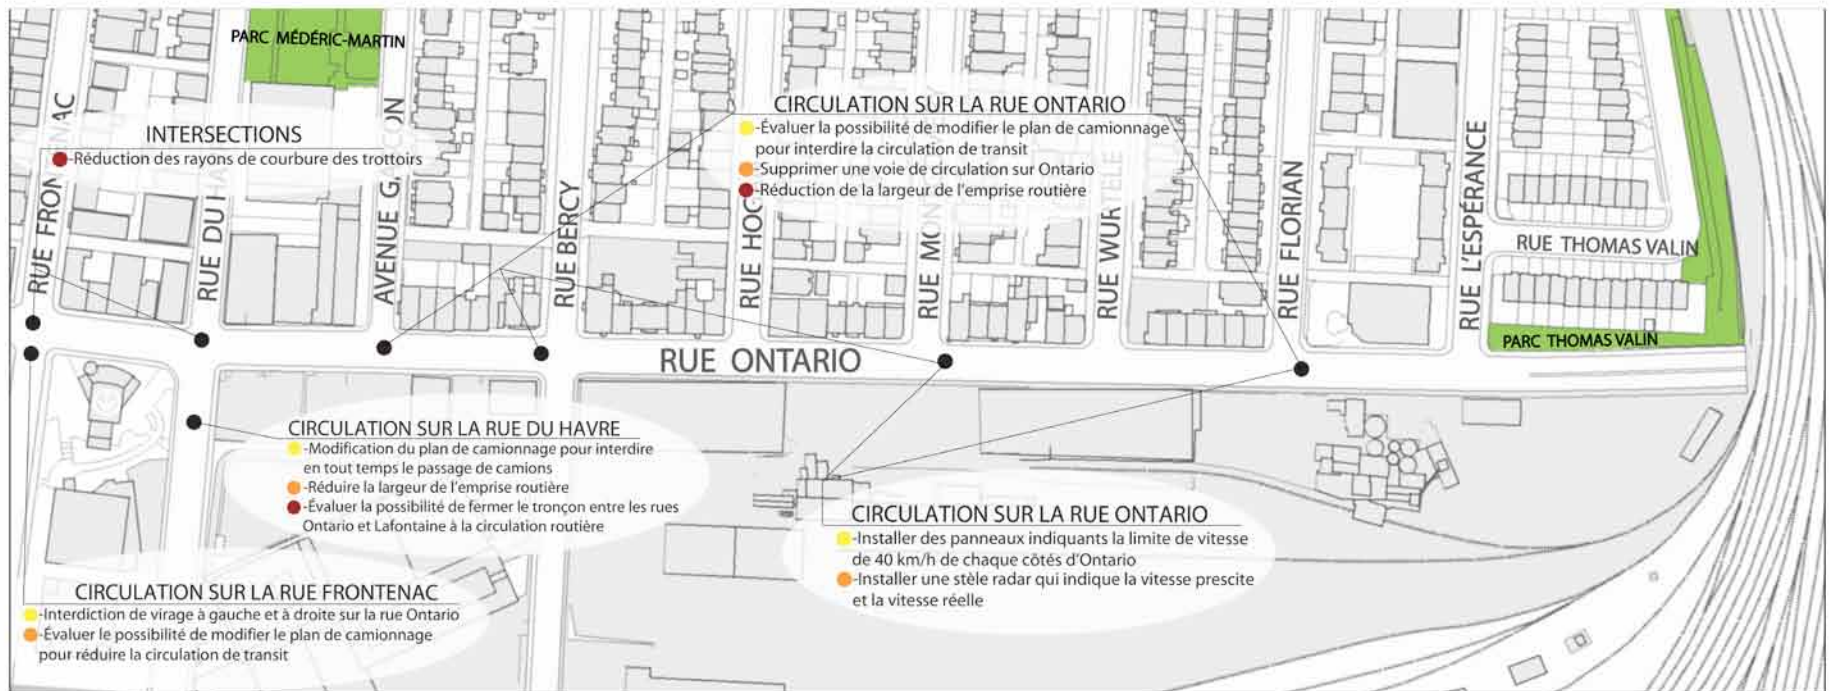 PARC MÉDÉRIC-MARTIN
INTERSECTIONS
-Réduction des rayons de courbure des trottoirs
CIRCULATION SUR LA RUE ONTARIO
-Évaluer la possibilité de modifier le plan de camionnage
pour interdire la circulation de transit
-Supprimer une voie de circulation sur Ontario
-Réduction de la largeur de l'emprise routière
RUE FRONTENAC
RUE DU HA
AVENUE GASCON
RUE BERCY
RUE HOG
RUE MON
RUE WURTELE
RUE FLORIAN
RUE L'ESPÉRANCE
RUE THOMAS VALIN
PARC THOMAS VALIN
RUE ONTARIO
CIRCULATION SUR LA RUE DU HAVRE
-Modification du plan de camionnage pour interdire
en tout temps le passage de camions
-Réduire la largeur de l'emprise routière
-Évaluer la possibilité de fermer le tronçon entre les rues
Ontario et Lafontaine à la circulation routière
CIRCULATION SUR LA RUE ONTARIO
-Installer des panneaux indiquants la limite de vitesse
de 40 km/h de chaque côtés d'Ontario
-Installer une stèle radar qui indique la vitesse prescite
et la vitesse réelle
CIRCULATION SUR LA RUE FRONTENAC
-Interdiction de virage à gauche et à droite sur la rue Ontario
-Évaluer le possibilité de modifier le plan de camionnage
pour réduire la circulation de transit